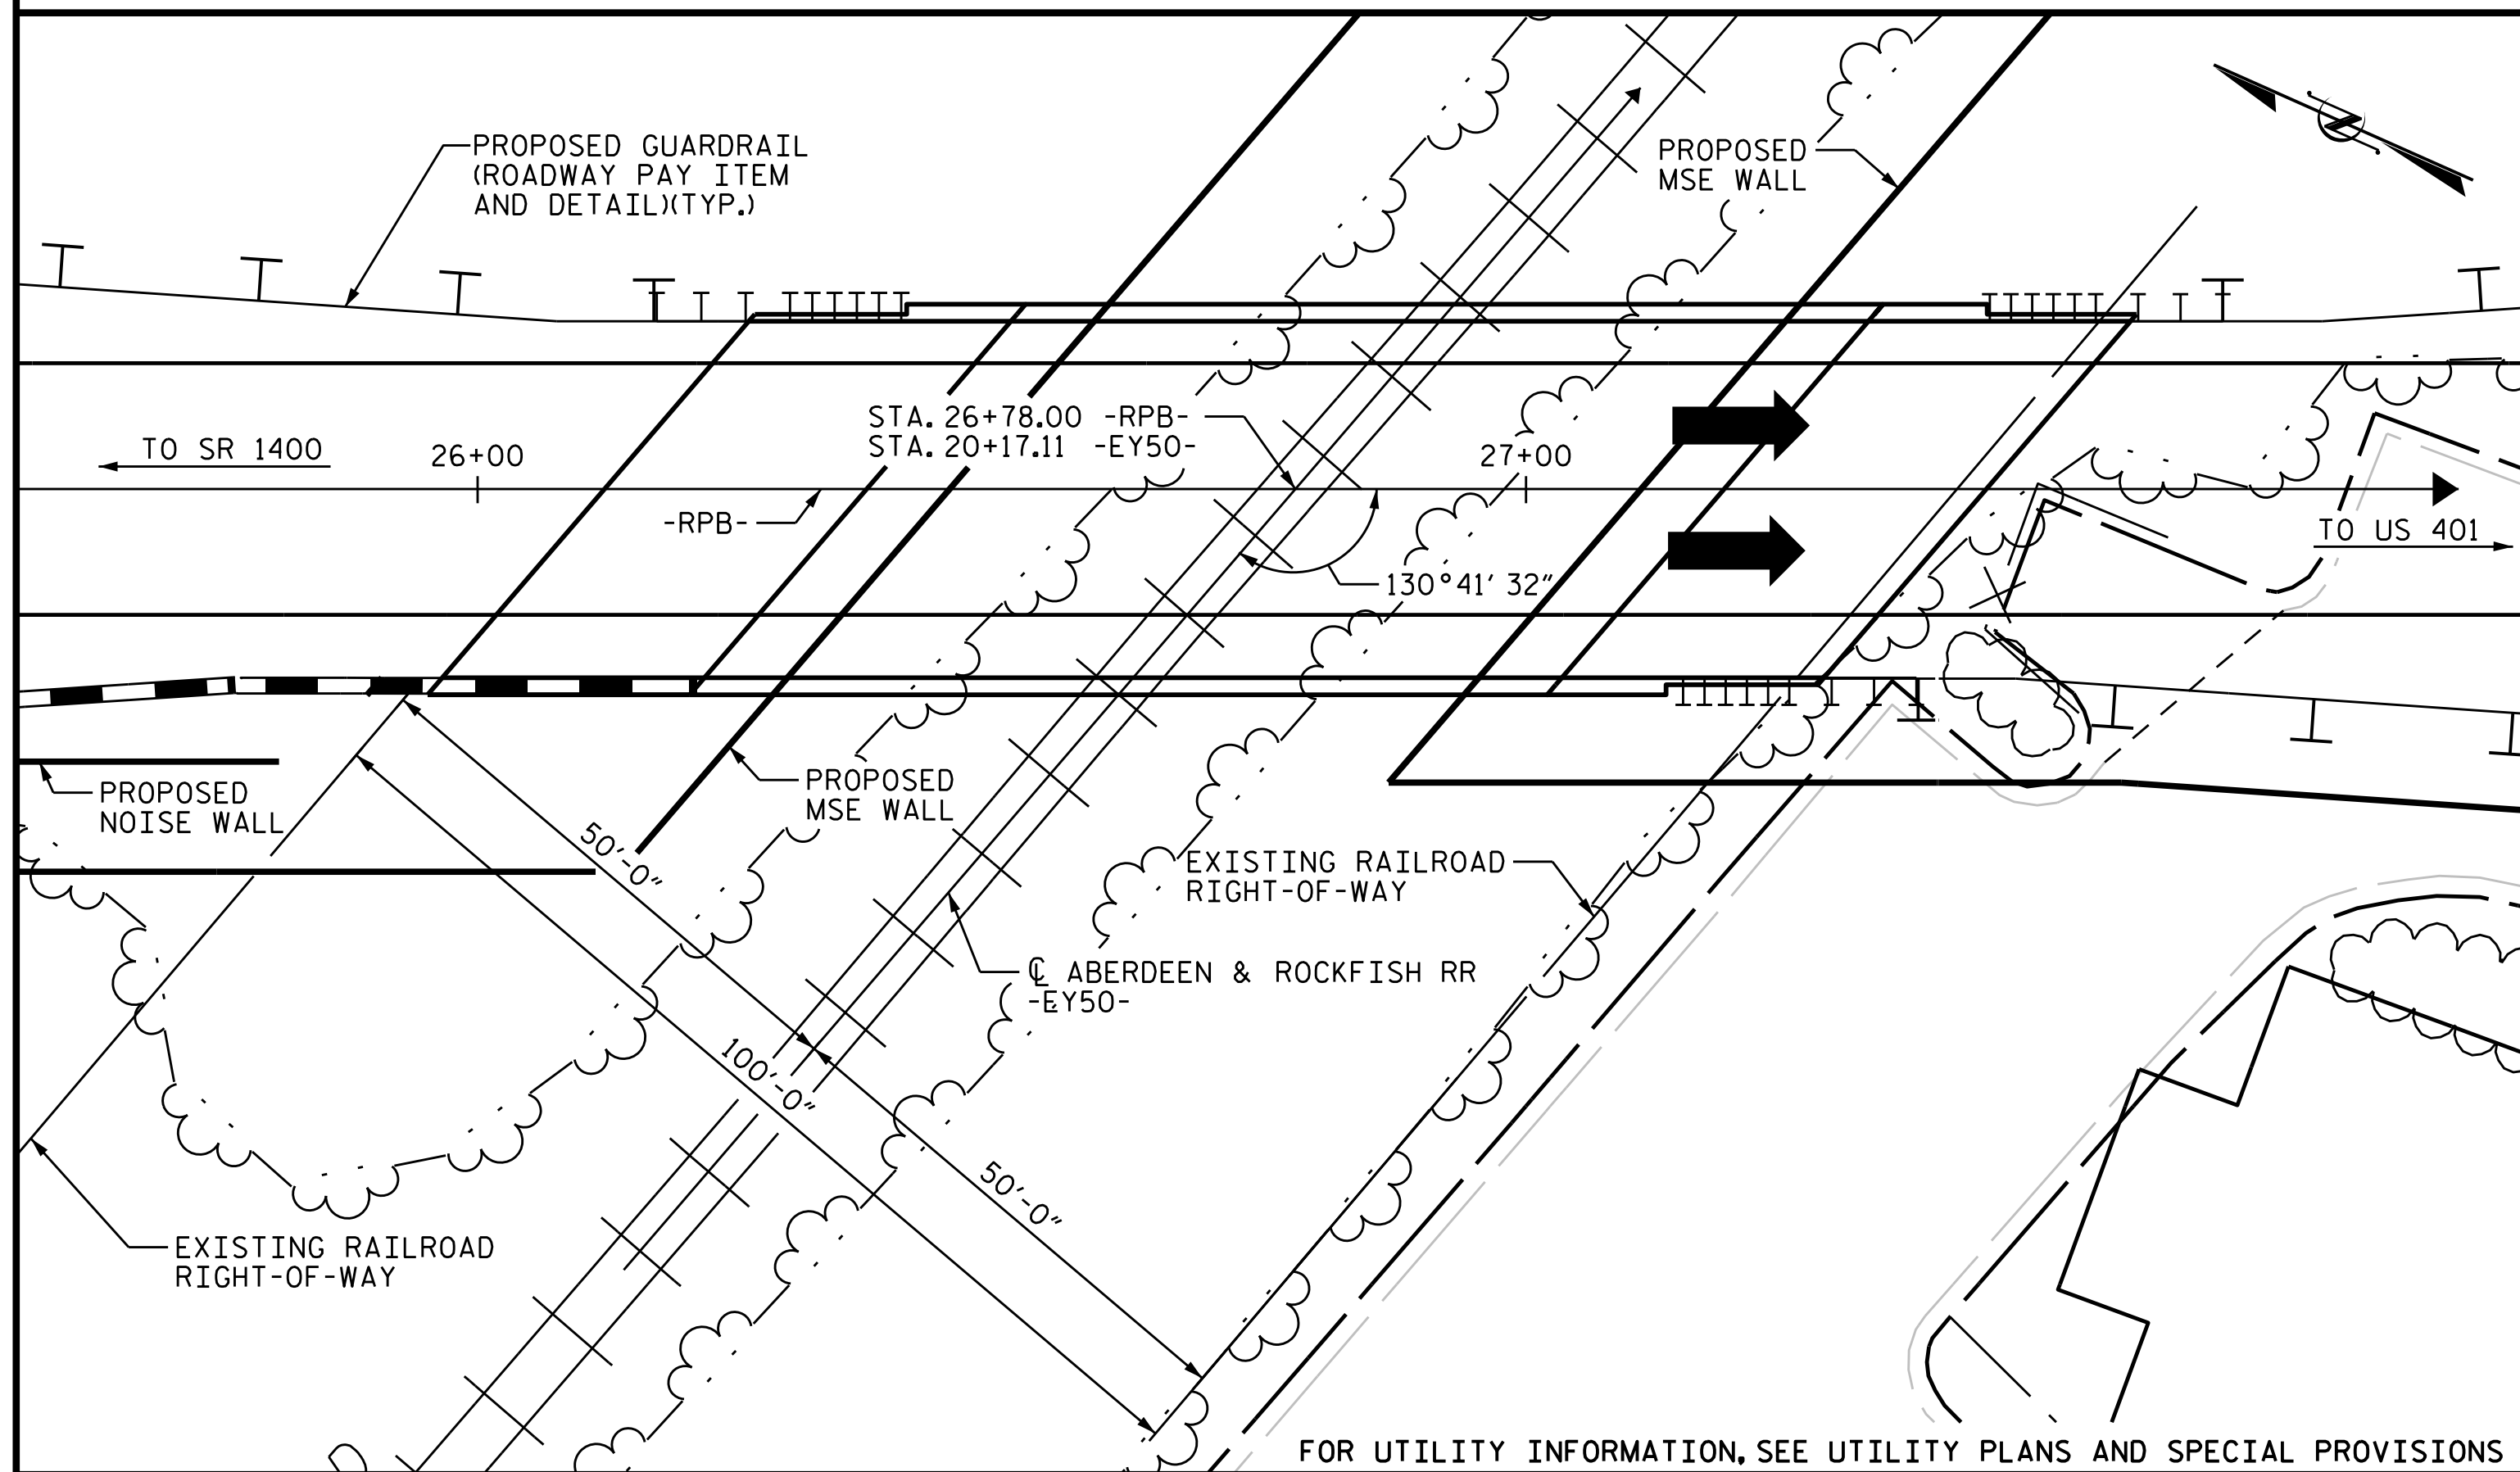 PROPOSED GUARDRAIL
(ROADWAY PAY ITEM
AND DETAIL)(TYP.)
PROPOSED
MSE WALL
STA. 26+78.00 -RPB-
STA. 20+17.11 -EY50-
TO SR 1400
26+00
27+00
-RPB-
TO US 401
130°41' 32"
PROPOSED
NOISE WALL
PROPOSED
MSE WALL
50'-0"
EXISTING RAILROAD
RIGHT-OF-WAY
℄ ABERDEEN & ROCKFISH RR
-EY50-
100'-0"
50'-0"
EXISTING RAILROAD
RIGHT-OF-WAY
FOR UTILITY INFORMATION, SEE UTILITY PLANS AND SPECIAL PROVISIONS